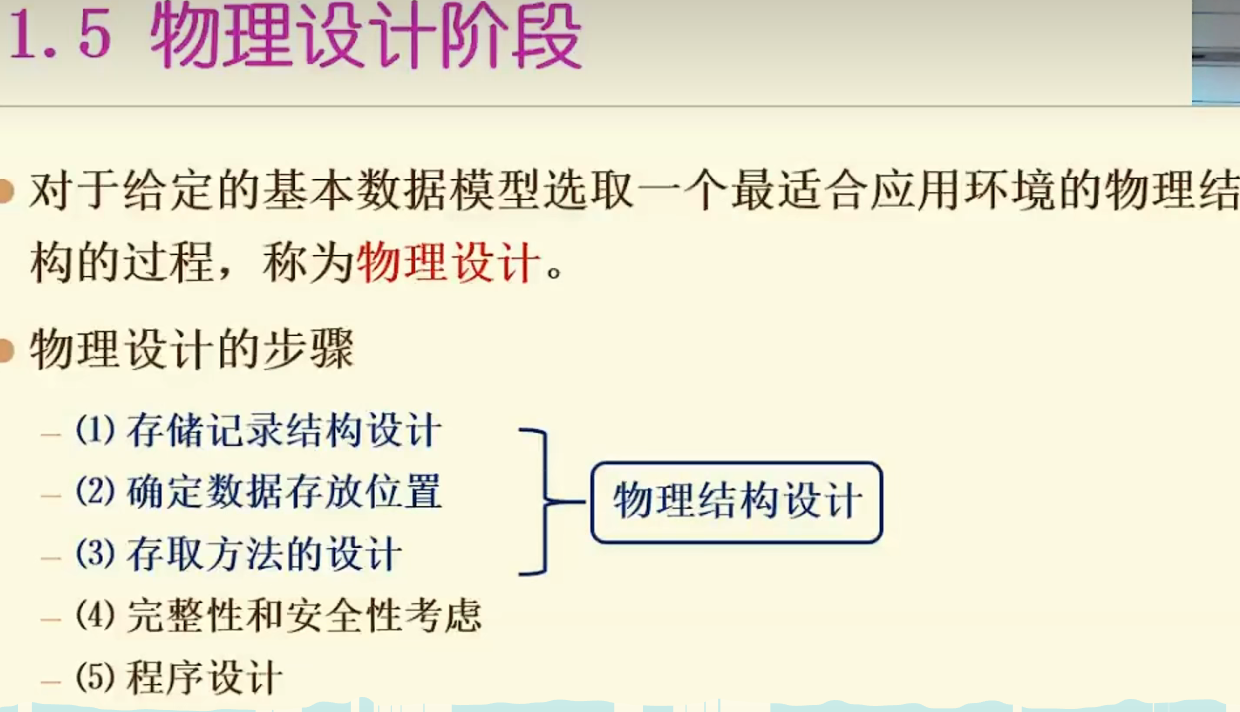 1.5 物理设计阶段
对于给定的基本数据模型选取一个最适合应用环境的物理结
构的过程，称为物理设计。
物理设计的步骤
– (1) 存储记录结构设计
– (2) 确定数据存放位置
– (3) 存取方法的设计
物理结构设计
– (4) 完整性和安全性考虑
– (5) 程序设计